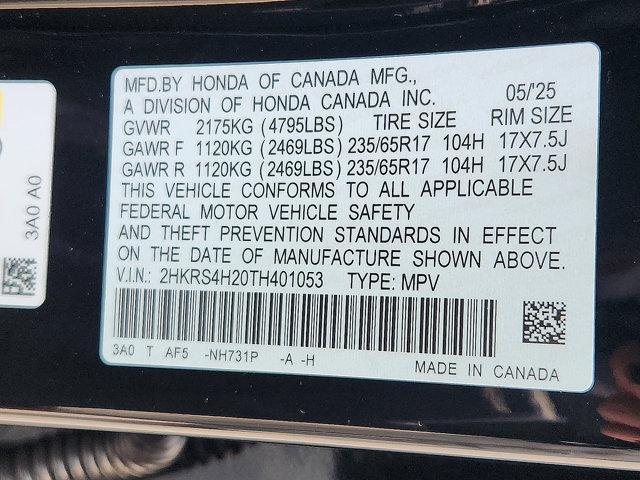 MFD.BY HONDA OF CANADA MFG.,
A DIVISION OF HONDA CANADA INC. 05/'25
GVWR 2175KG (4795LBS) TIRE SIZE RIM SIZE
GAWR F 1120KG (2469LBS) 235/65R17 104H 17X7.5J
GAWR R 1120KG (2469LBS) 235/65R17 104H 17X7.5J
THIS VEHICLE CONFORMS TO ALL APPLICABLE
FEDERAL MOTOR VEHICLE SAFETY
AND THEFT PREVENTION STANDARDS IN EFFECT
ON THE DATE OF MANUFACTURE SHOWN ABOVE.
V.I.N.: 2HKRS4H20TH401053 TYPE: MPV
3A0 T AF5 -NH731P -A -H
MADE IN CANADA
3A0 A0